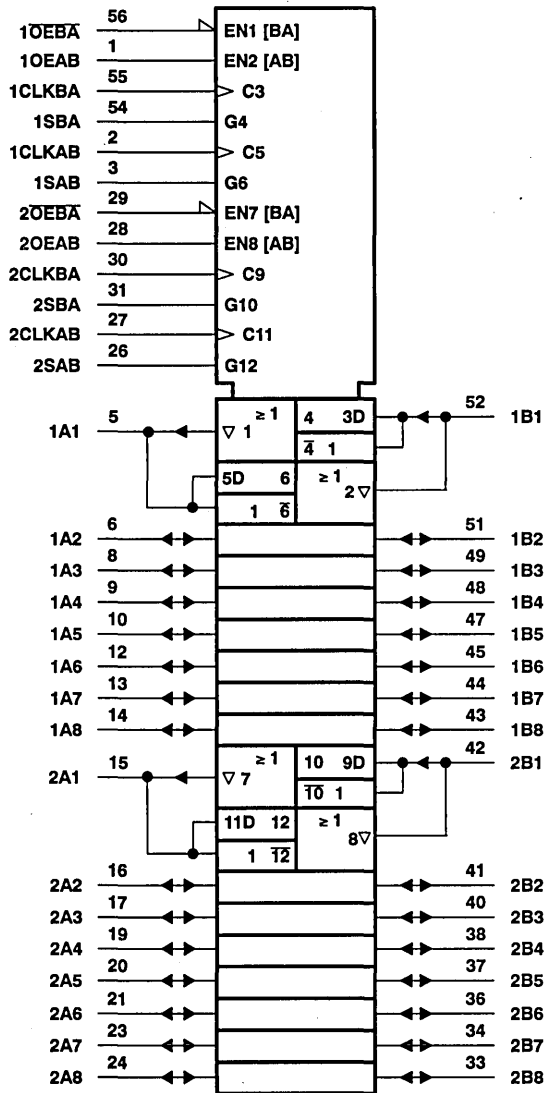 1O̅E̅B̅A̅ 56 EN1 [BA]
1OEAB 1 EN2 [AB]
1CLKBA 55 C3
1SBA 54 G4
1CLKAB 2 C5
1SAB 3 G6
2O̅E̅B̅A̅ 29 EN7 [BA]
2OEAB 28 EN8 [AB]
2CLKBA 30 C9
2SBA 31 G10
2CLKAB 27 C11
2SAB 26 G12
1A1 5 ≥ 1 ▽ 1 4 3D 52 1B1
4̅ 1
5D 6 ≥ 1
2 ▽
1 6̅
1A2 6 51 1B2
1A3 8 49 1B3
1A4 9 48 1B4
1A5 10 47 1B5
1A6 12 45 1B6
1A7 13 44 1B7
1A8 14 43 1B8
2A1 15 ≥ 1 ▽ 7 10 9D 42 2B1
1̅0̅ 1
11D 12 ≥ 1
8▽
1 1̅2̅
2A2 16 41 2B2
2A3 17 40 2B3
2A4 19 38 2B4
2A5 20 37 2B5
2A6 21 36 2B6
2A7 23 34 2B7
2A8 24 33 2B8